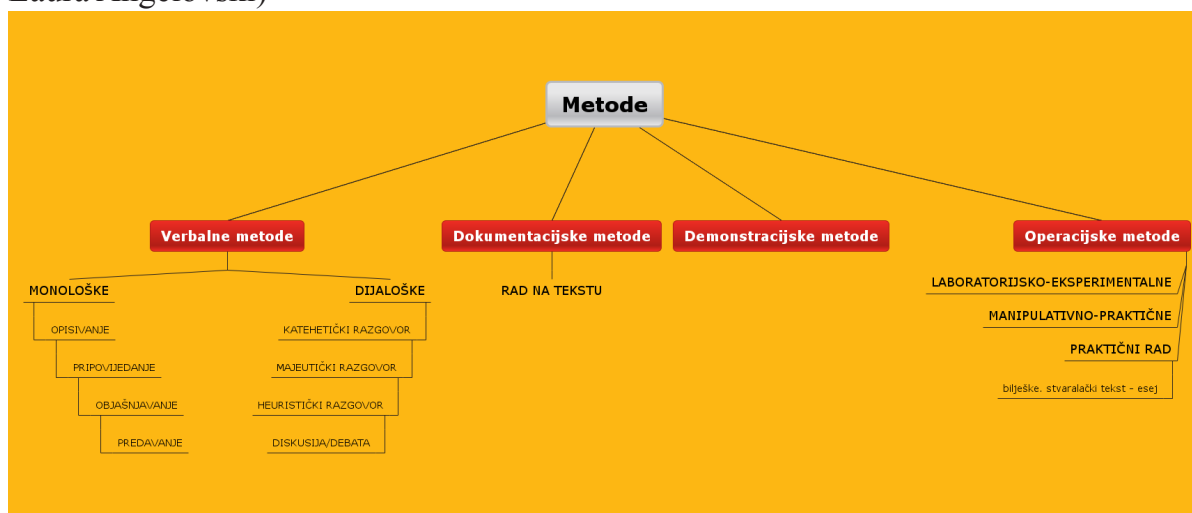 Metode
Verbalne metode
Dokumentacijske metode
Demonstracijske metode
Operacijske metode
MONOLOŠKE
OPISIVANJE
PRIPOVIJEDANJE
OBJAŠNJAVANJE
PREDAVANJE
DIJALOŠKE
KATEHETIČKI RAZGOVOR
MAJEUTIČKI RAZGOVOR
HEURISTIČKI RAZGOVOR
DISKUSIJA/DEBATA
RAD NA TEKSTU
LABORATORIJSKO-EKSPERIMENTALNE
MANIPULATIVNO-PRAKTIČNE
PRAKTIČNI RAD
bilješke. stvaralački tekst - esej